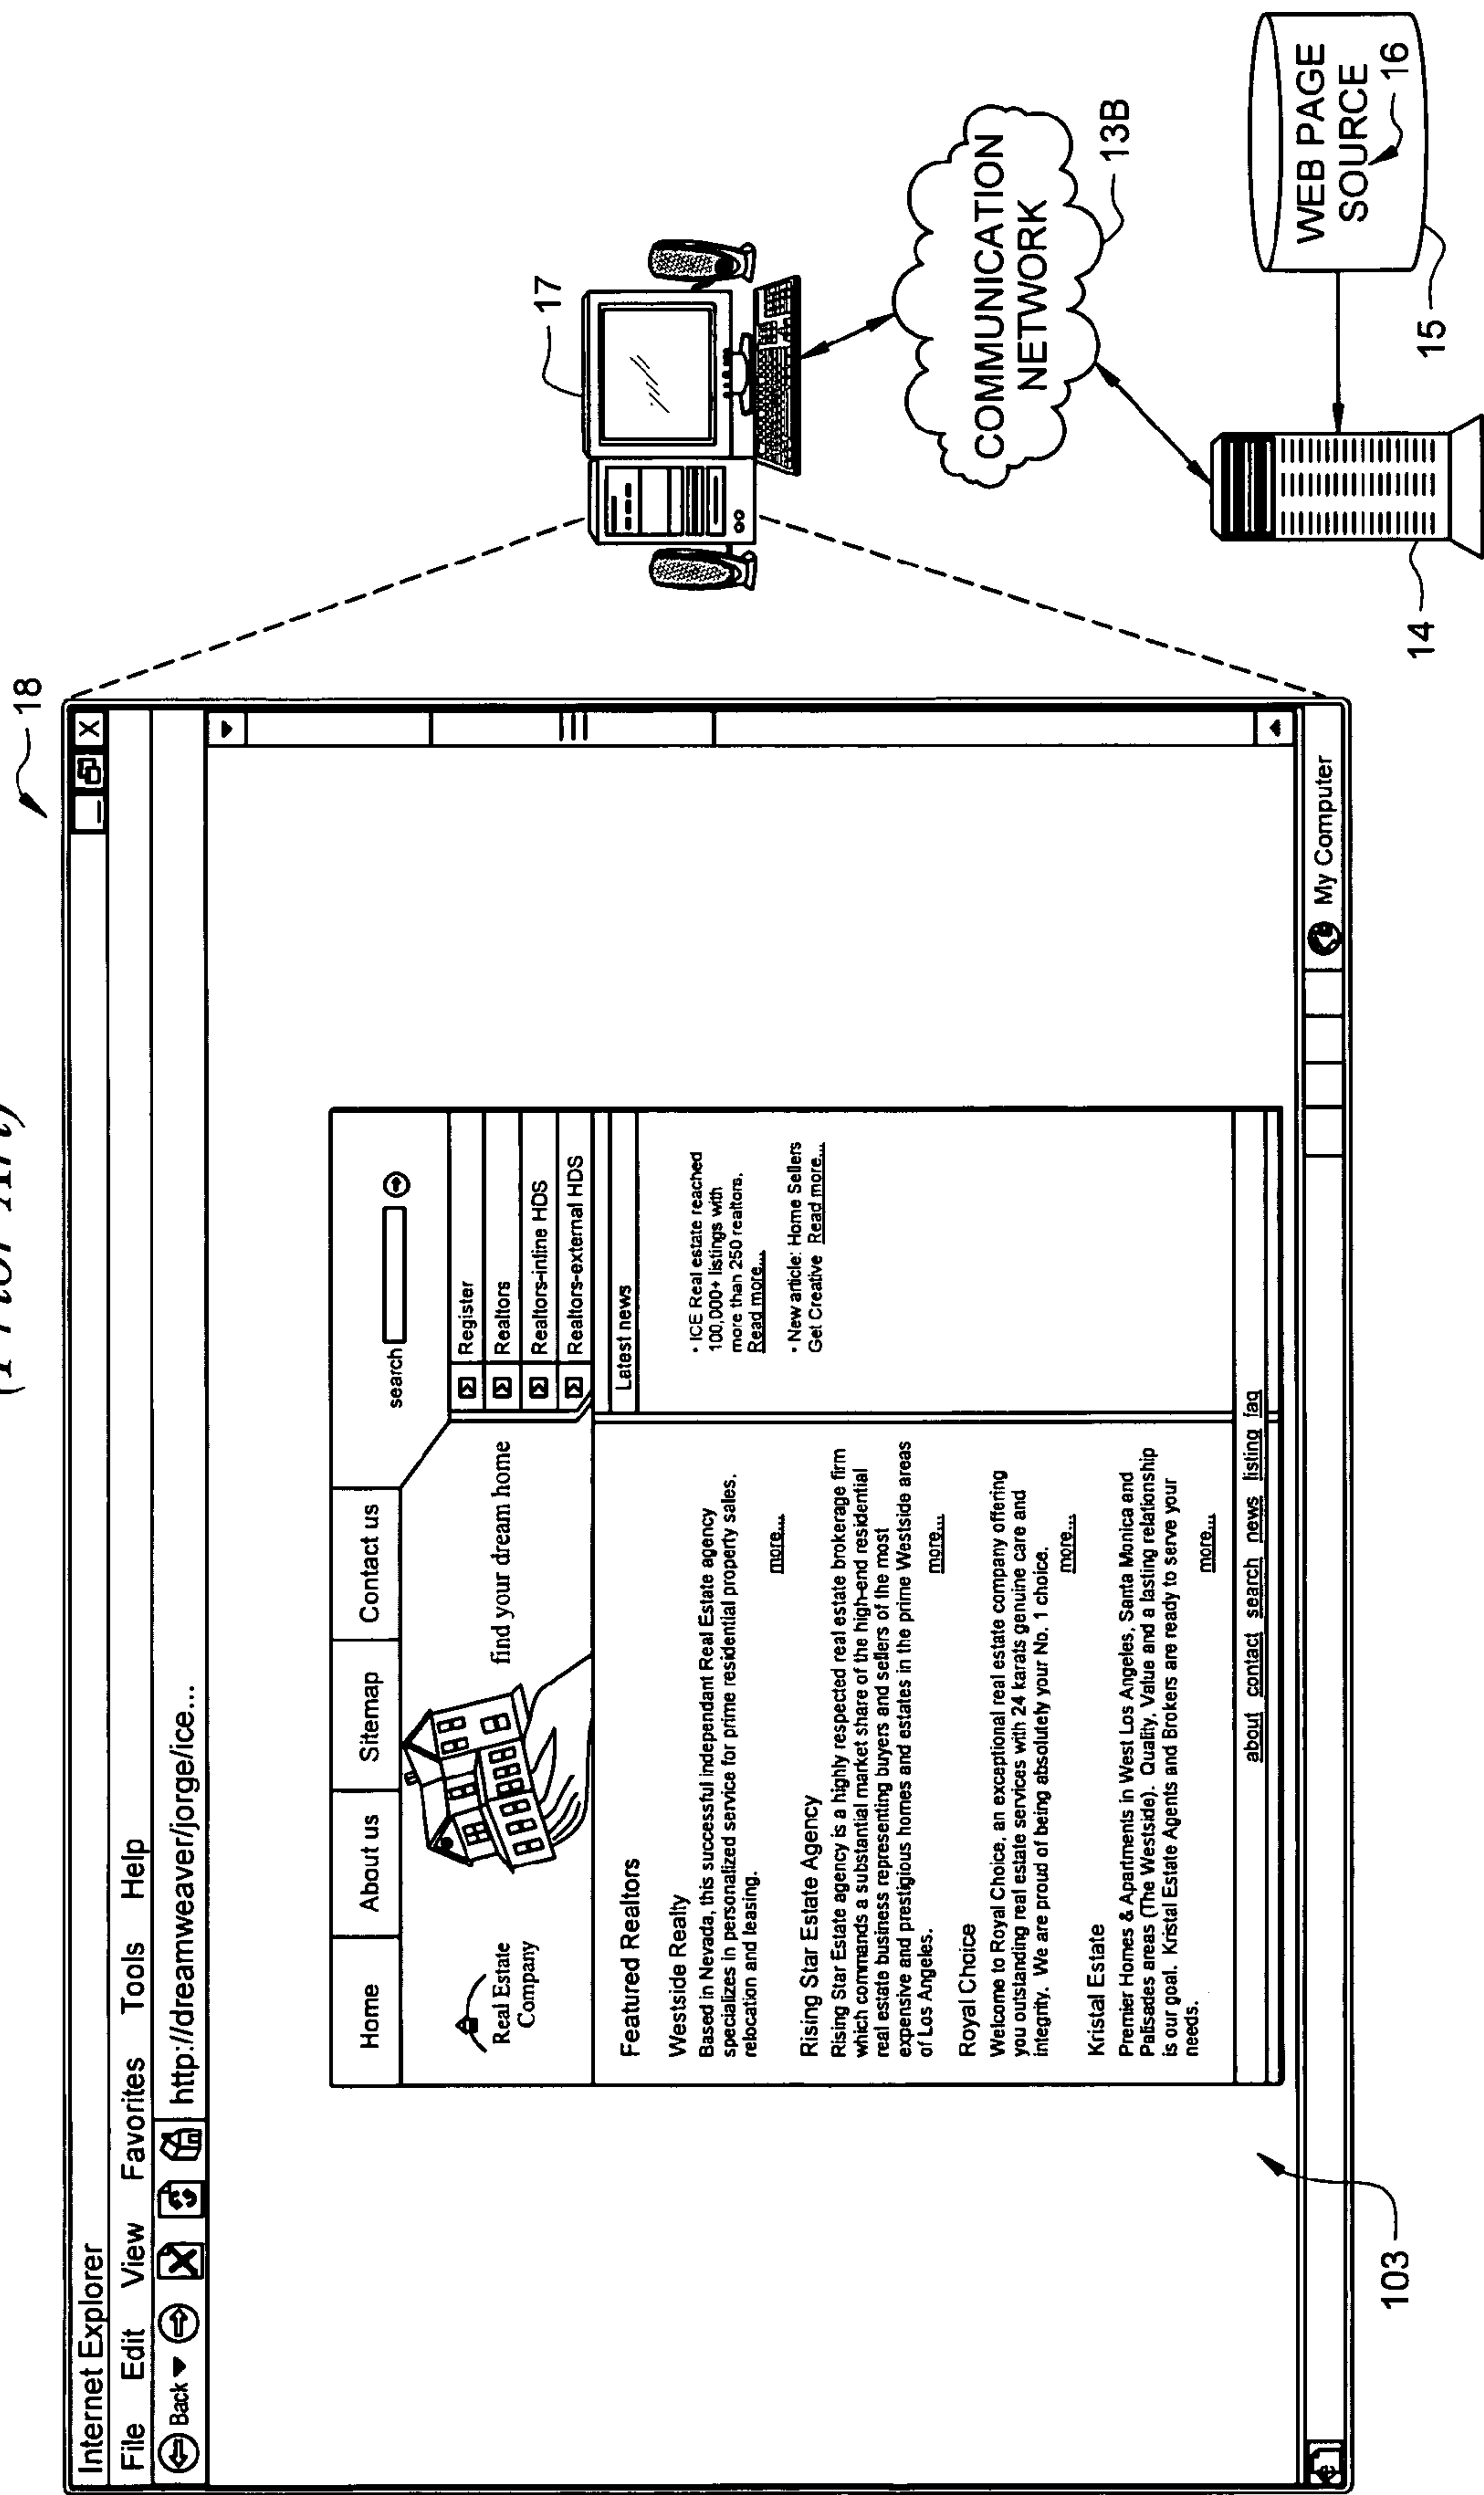 (Prior Art)
18
Internet Explorer
_ X
File Edit View Favorites Tools Help
Back http://dreamweaver/jorge/ice...
Home About us Sitemap Contact us
search
Real Estate
Company
find your dream home
Register
Realtors
Realtors-inline HDS
Realtors-external HDS
Featured Realtors
Westside Realty
Based in Nevada, this successful independant Real Estate agency
specializes in personalized service for prime residential property sales,
relocation and leasing.
more...
Rising Star Estate Agency
Rising Star Estate agency is a highly respected real estate brokerage firm
which commands a substantial market share of the high-end residential
real estate business representing buyers and sellers of the most
expensive and prestigious homes and estates in the prime Westside areas
of Los Angeles.
more...
Royal Choice
Welcome to Royal Choice, an exceptional real estate company offering
you outstanding real estate services with 24 karats genuine care and
integrity. We are proud of being absolutely your No. 1 choice.
more...
Kristal Estate
Premier Homes & Apartments in West Los Angeles, Santa Monica and
Palisades areas (The Westside). Quality, Value and a lasting relationship
is our goal. Kristal Estate Agents and Brokers are ready to serve your
needs.
more...
Latest news
• ICE Real estate reached
100,000+ listings with
more than 250 realtors.
Read more...
• New article: Home Sellers
Get Creative Read more...
about contact search news listing faq
My Computer
103
17
COMMUNICATION
NETWORK
13B
14
WEB PAGE
SOURCE
16
15